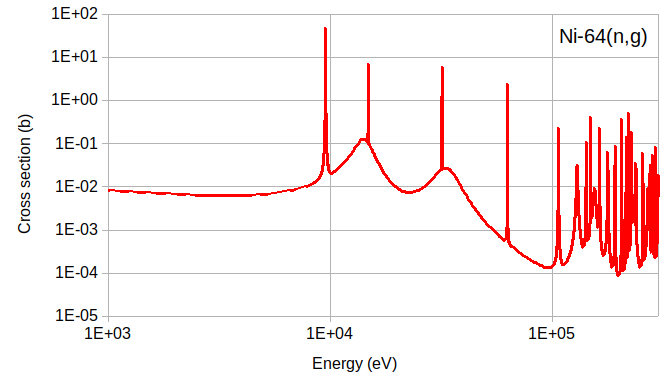 1E+02
Ni-64(n,g)
1E+01
1E+00
1E-01
1E-02
1E-03
1E-04
1E-05
Cross section (b)
1E+03 1E+04 1E+05
Energy (eV)